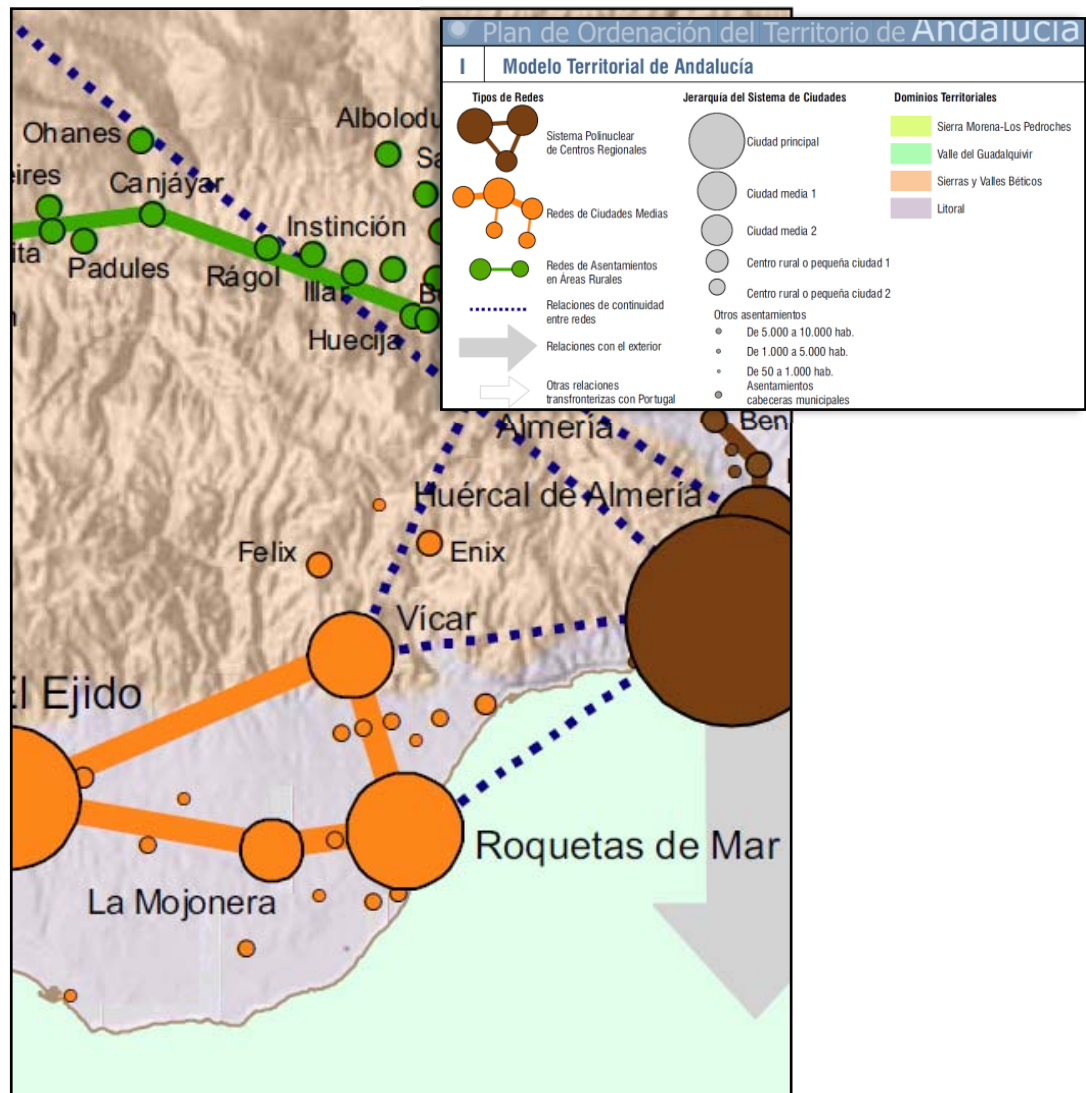 Plan de Ordenación del Territorio de Andalucía
I Modelo Territorial de Andalucía
Tipos de Redes
Sistema Polinuclear
de Centros Regionales
Redes de Ciudades Medias
Redes de Asentamientos
en Áreas Rurales
Relaciones de continuidad
entre redes
Relaciones con el exterior
Otras relaciones
transfronterizas con Portugal
Jerarquía del Sistema de Ciudades
Ciudad principal
Ciudad media 1
Ciudad media 2
Centro rural o pequeña ciudad 1
Centro rural o pequeña ciudad 2
Otros asentamientos
De 5.000 a 10.000 hab.
De 1.000 a 5.000 hab.
De 50 a 1.000 hab.
Asentamientos
cabeceras municipales
Dominios Territoriales
Sierra Morena-Los Pedroches
Valle del Guadalquivir
Sierras y Valles Béticos
Litoral
Ohanes
Albolodu
Sa
eires
Canjáyar
Instinción
ita
Padules
Rágol
Illar
Huecija
Ben
Almería
Huércal de Almería
Felix
Enix
Vícar
El Ejido
Roquetas de Mar
La Mojonera